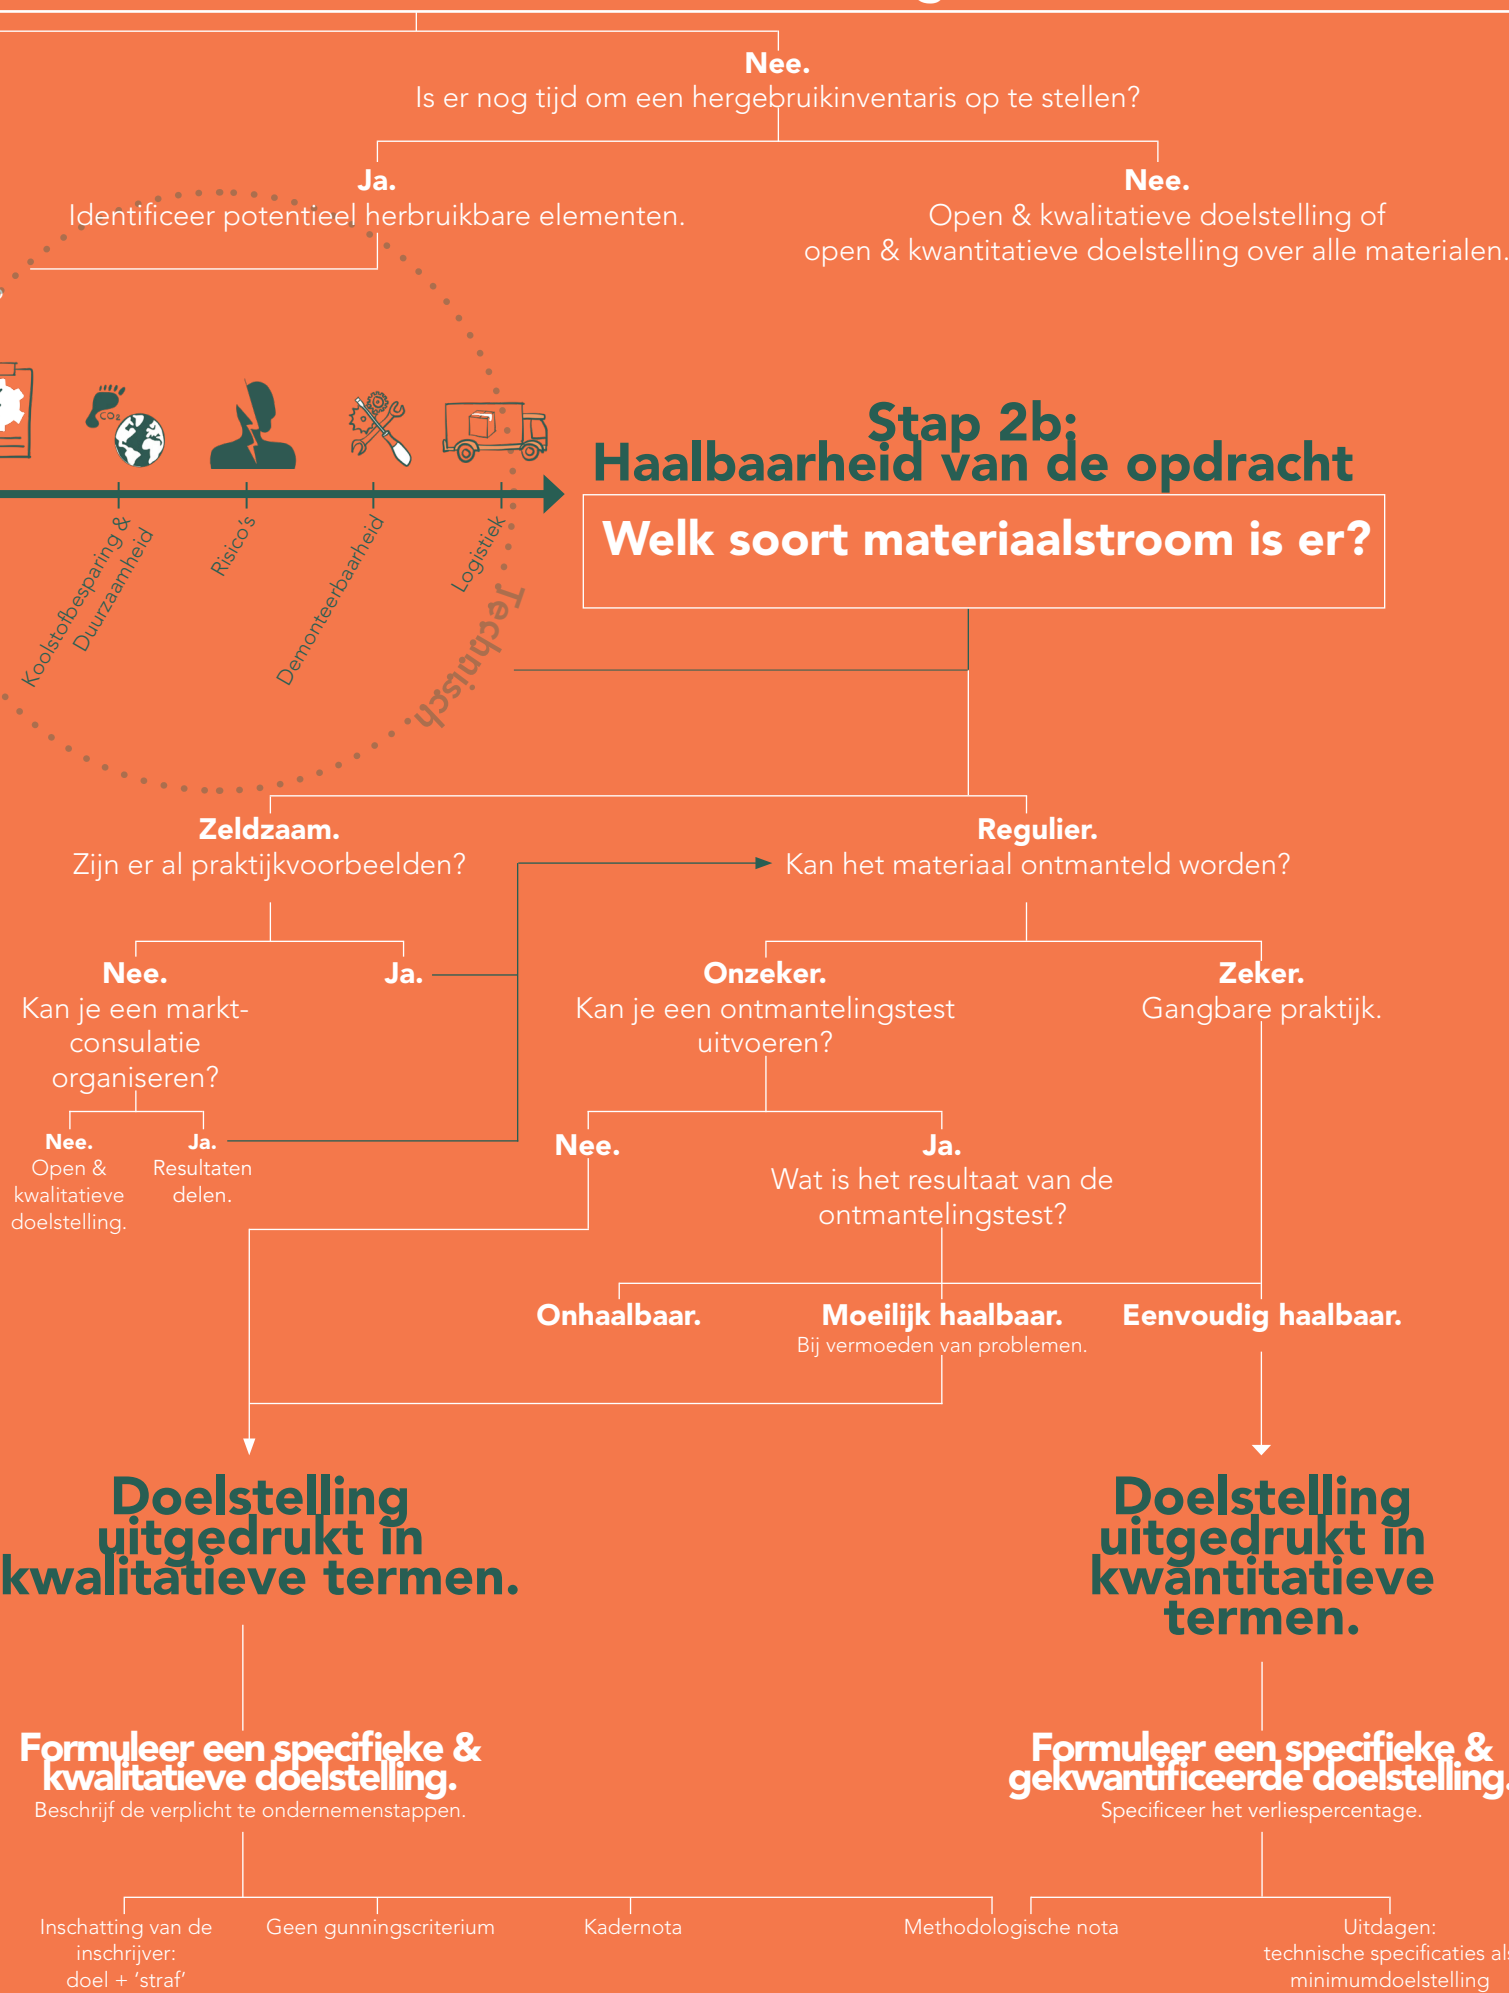 Nee.
Is er nog tijd om een hergebruikinventaris op te stellen?
Ja.
Identificeer potentieel herbruikbare elementen.
Nee.
Open & kwalitatieve doelstelling of
open & kwantitatieve doelstelling over alle materialen.
CO2
Koolstofbesparing &
Duurzaamheid
Risico's
Demonteerbaarheid
Logistiek
Technisch
Stap 2b:
Haalbaarheid van de opdracht
Welk soort materiaalstroom is er?
Zeldzaam.
Zijn er al praktijkvoorbeelden?
Regulier.
Kan het materiaal ontmanteld worden?
Nee.
Kan je een markt-
consulatie
organiseren?
Ja.
Onzeker.
Kan je een ontmantelingstest
uitvoeren?
Zeker.
Gangbare praktijk.
Nee.
Open &
kwalitatieve
doelstelling.
Ja.
Resultaten
delen.
Nee.
Ja.
Wat is het resultaat van de
ontmantelingstest?
Onhaalbaar.
Moeilijk haalbaar.
Bij vermoeden van problemen.
Eenvoudig haalbaar.
Doelstelling
uitgedrukt in
kwalitatieve termen.
Doelstelling
uitgedrukt in
kwantitatieve
termen.
Formuleer een specifieke &
kwalitatieve doelstelling.
Beschrijf de verplicht te ondernemenstappen.
Formuleer een specifieke &
gekwantificeerde doelstelling.
Specificeer het verliespercentage.
Inschatting van de
inschrijver:
doel + 'straf'
Geen gunningscriterium
Kadernota
Methodologische nota
Uitdagen:
technische specificaties als
minimumdoelstelling